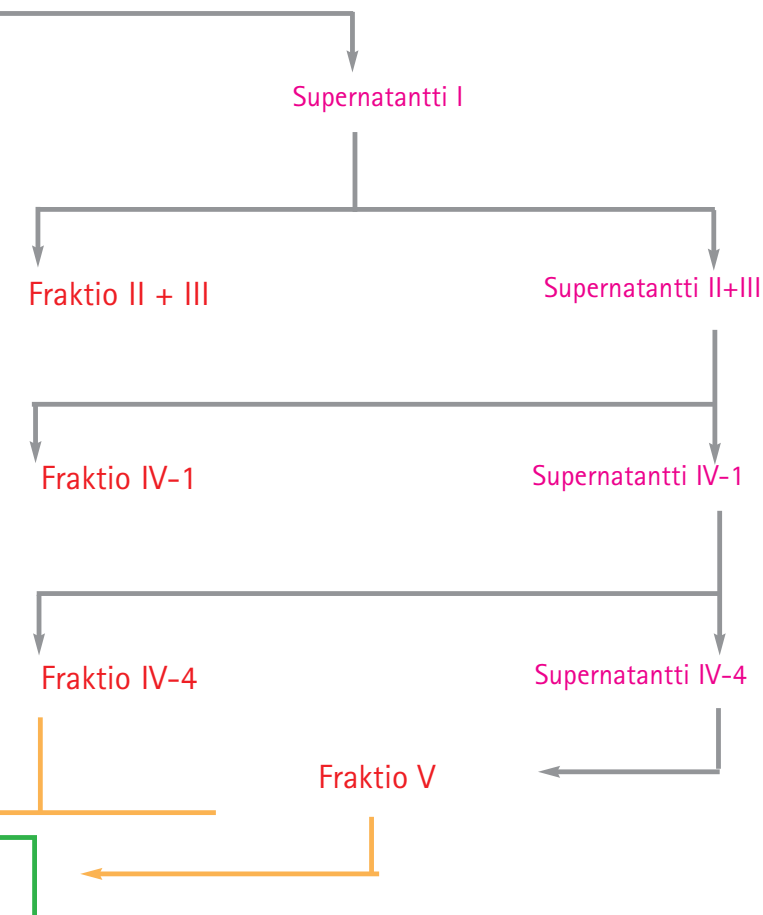 Supernatantti I
Fraktio II + III
Supernatantti II+III
Fraktio IV-1
Supernatantti IV-1
Fraktio IV-4
Supernatantti IV-4
Fraktio V